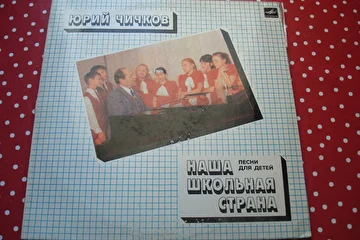 ЮРИЙ ЧИЧКОВ
НАША
ПЕСНИ
ДЛЯ ДЕТЕЙ
ШКОЛЬНАЯ
СТРАНА